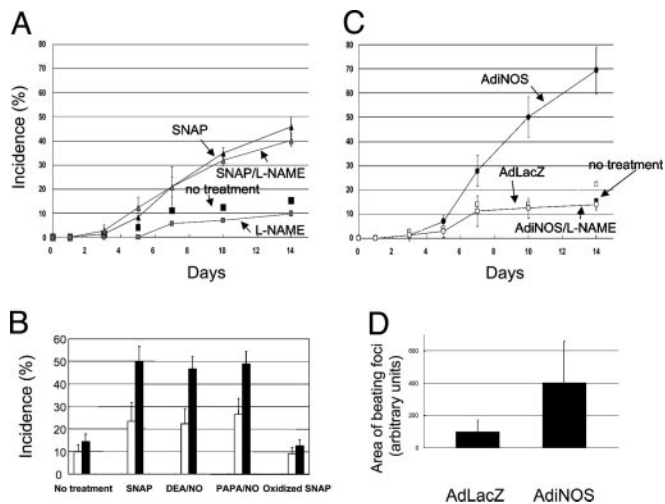 A
Incidence (%)
80
70
60
50
40
30
20
10
0
SNAP
SNAP/L-NAME
no treatment
L-NAME
0 2 4 6 8 10 12 14
Days
C
Incidence (%)
80
70
60
50
40
30
20
10
0
AdiNOS
AdLacZ
no treatment
AdiNOS/L-NAME
0 2 4 6 8 10 12 14
Days
B
Incidence (%)
60
50
40
30
20
10
0
No treatment SNAP DEA/NO PAPA/NO Oxidized SNAP
D
Area of beating foci
(arbitrary units)
400
200
0
AdLacZ AdiNOS